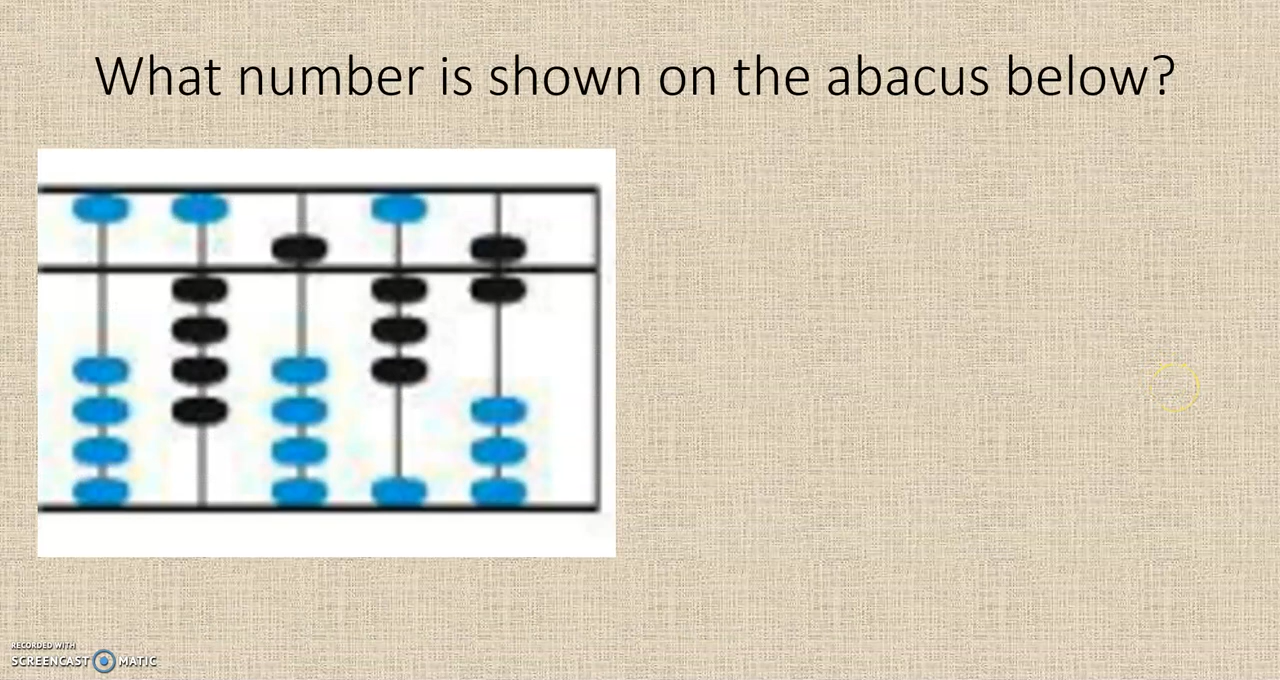 What number is shown on the abacus below?
RECORDED WITH
SCREENCAST MATIC